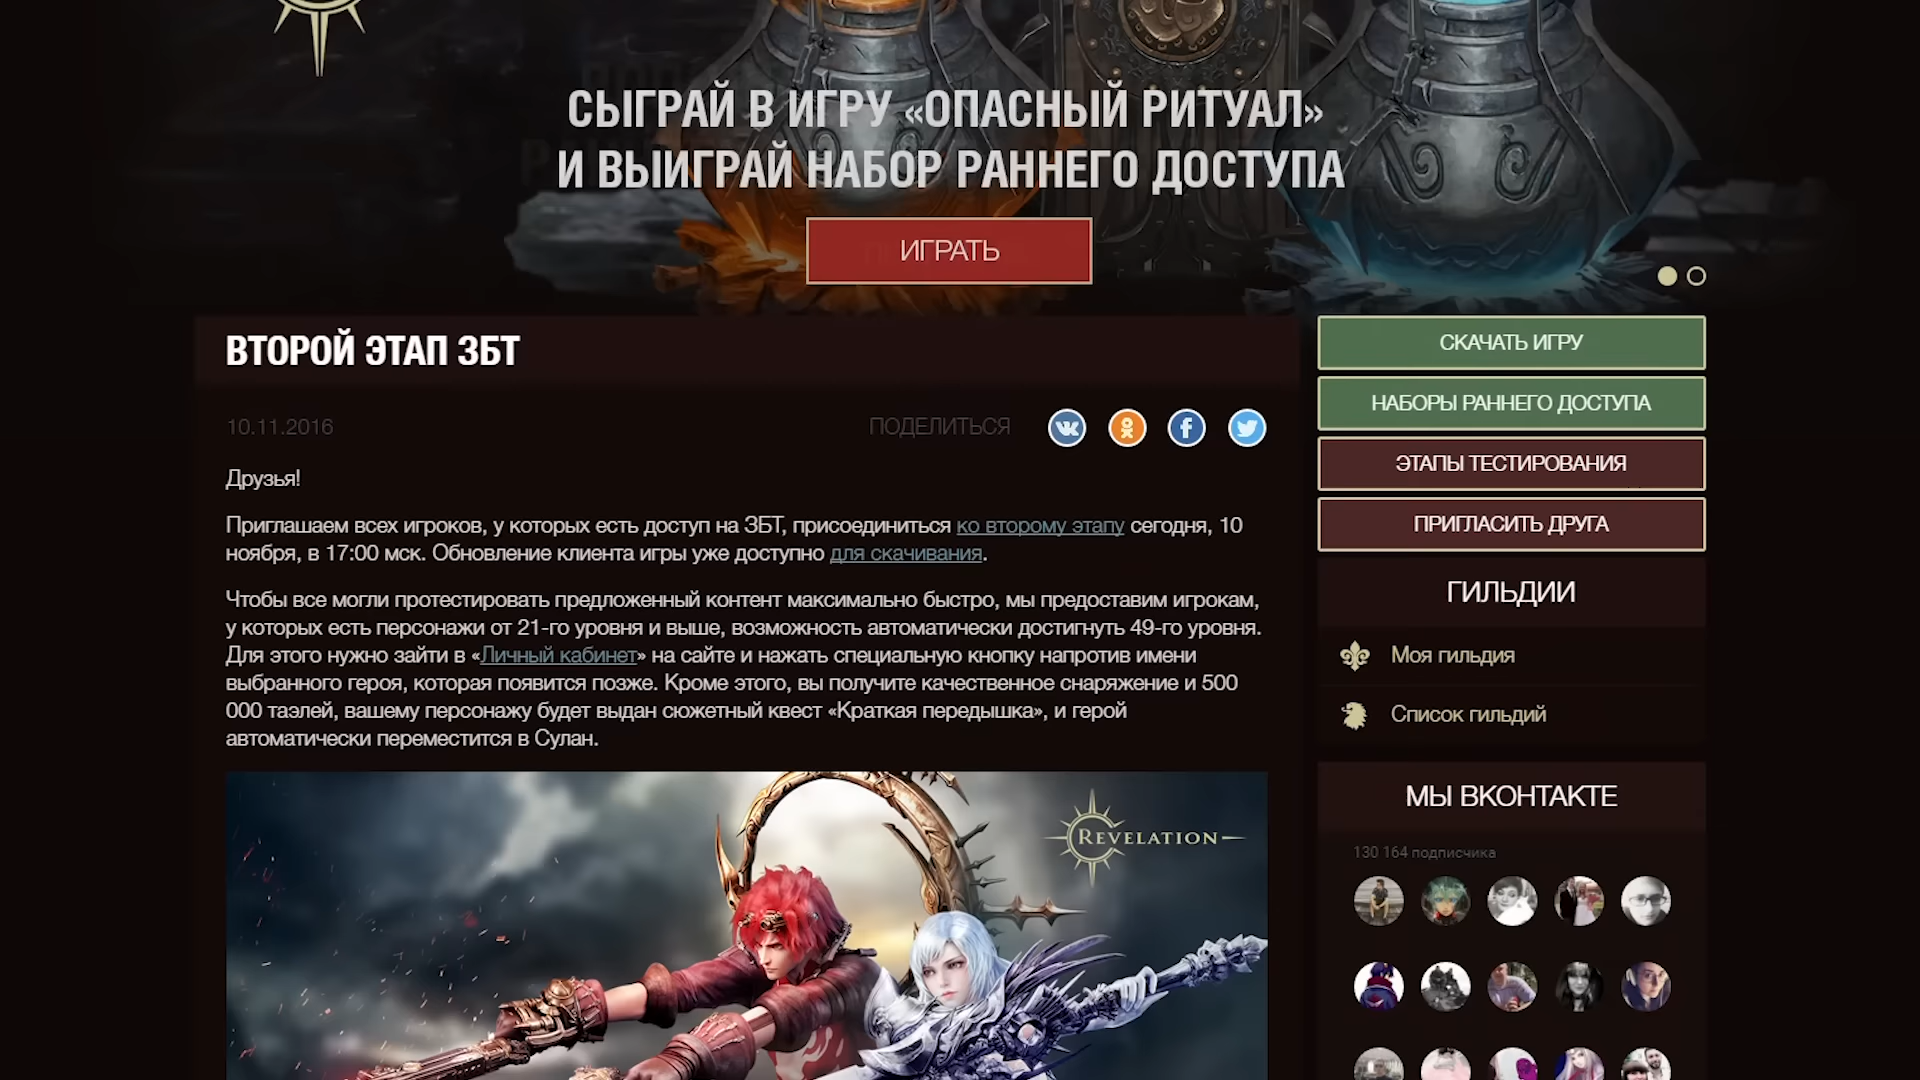 СЫГРАЙ В ИГРУ «ОПАСНЫЙ РИТУАЛ»
И ВЫИГРАЙ НАБОР РАННЕГО ДОСТУПА
ИГРАТЬ
ВТОРОЙ ЭТАП ЗБТ
10.11.2016
ПОДЕЛИТЬСЯ
Друзья!
Приглашаем всех игроков, у которых есть доступ на ЗБТ, присоединиться ко второму этапу сегодня, 10
ноября, в 17:00 мск. Обновление клиента игры уже доступно для скачивания.
Чтобы все могли протестировать предложенный контент максимально быстро, мы предоставим игрокам,
у которых есть персонажи от 21-го уровня и выше, возможность автоматически достигнуть 49-го уровня.
Для этого нужно зайти в «Личный кабинет» на сайте и нажать специальную кнопку напротив имени
выбранного героя, которая появится позже. Кроме этого, вы получите качественное снаряжение и 500
000 таэлей, вашему персонажу будет выдан сюжетный квест «Краткая передышка», и герой
автоматически переместится в Сулан.
REVELATION
СКАЧАТЬ ИГРУ
НАБОРЫ РАННЕГО ДОСТУПА
ЭТАПЫ ТЕСТИРОВАНИЯ
ПРИГЛАСИТЬ ДРУГА
ГИЛЬДИИ
Моя гильдия
Список гильдий
МЫ ВКОНТАКТЕ
130 164 подписчика